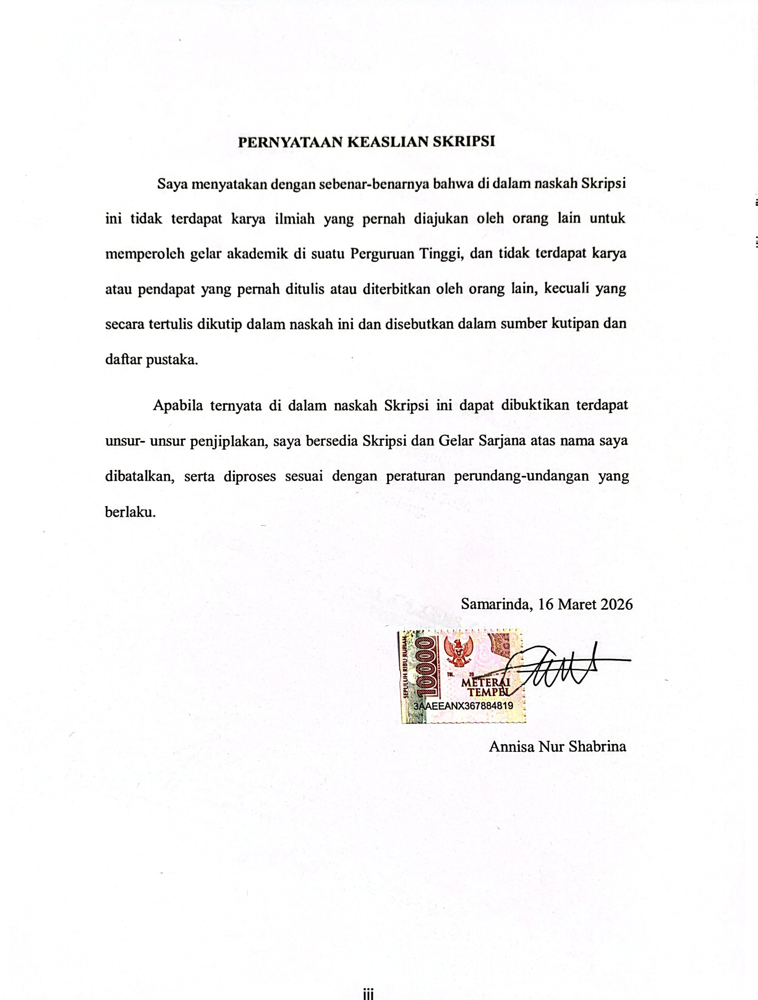 PERNYATAAN KEASLIAN SKRIPSI
Saya menyatakan dengan sebenar-benarnya bahwa di dalam naskah Skripsi
ini tidak terdapat karya ilmiah yang pernah diajukan oleh orang lain untuk
memperoleh gelar akademik di suatu Perguruan Tinggi, dan tidak terdapat karya
atau pendapat yang pernah ditulis atau diterbitkan oleh orang lain, kecuali yang
secara tertulis dikutip dalam naskah ini dan disebutkan dalam sumber kutipan dan
daftar pustaka.
Apabila ternyata di dalam naskah Skripsi ini dapat dibuktikan terdapat
unsur- unsur penjiplakan, saya bersedia Skripsi dan Gelar Sarjana atas nama saya
dibatalkan, serta diproses sesuai dengan peraturan perundang-undangan yang
berlaku.
Samarinda, 16 Maret 2026
SEPULUH RIBU RUPIAH
10000
TGL. 20
METERAI
TEMPEL
3AAEEANX367884819
Annisa Nur Shabrina
iii